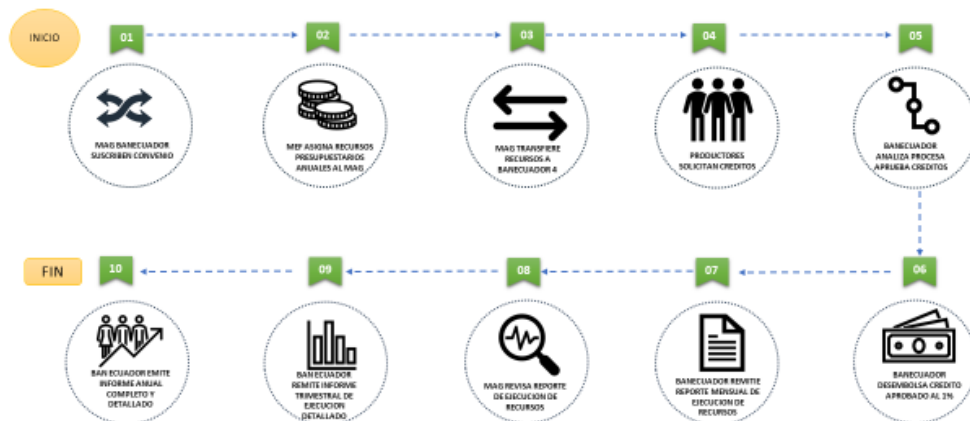 INICIO
01
02
03
04
05
MAG BANECUADOR
SUSCRIBEN CONVENIO
MEF ASIGNA RECURSOS
PRESUPUESTARIOS
ANUALES AL MAG
MAG TRANSFIERE
RECURSOS A
BANECUADOR 4
PRODUCTORES
SOLICITAN CREDITOS
BANECUADOR
ANALIZA PROCESA
APRUEBA CREDITOS
FIN
10
09
08
07
06
BAN ECUADOR EMITE
INFORME ANUAL
COMPLETO Y
DETALLADO
BAN ECUADOR
REMITE INFORME
TRIMESTRAL DE
EJECUCION
DETALLADO
MAG REVISA REPORTE
DE EJECUCION DE
RECURSOS
BANECUADOR REMITIE
REPORTE MENSUAL DE
EJECUCION DE
RECURSOS
BANECUADOR
DESEMBOLSA CREDITO
APROBADO AL 1%